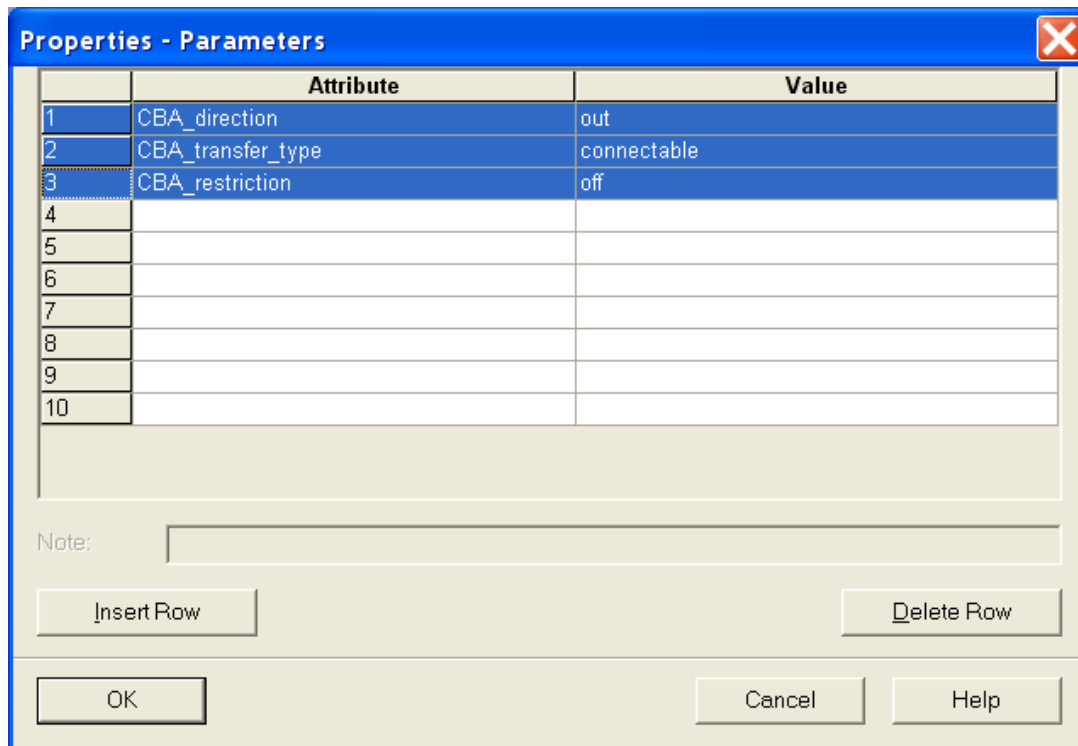 Properties - Parameters
Attribute Value
1 CBA_direction out
2 CBA_transfer_type connectable
3 CBA_restriction off
4
5
6
7
8
9
10
Note:
Insert Row Delete Row
OK Cancel Help